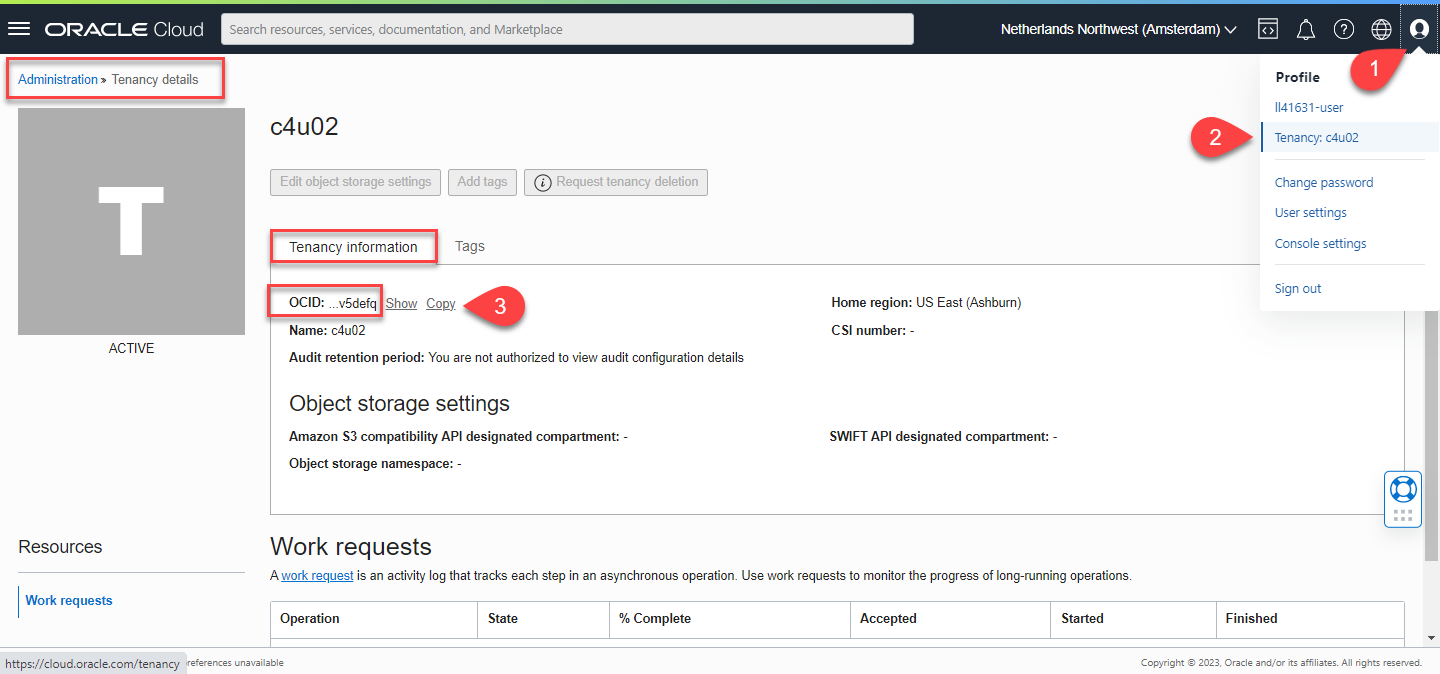 ORACLE Cloud
Search resources, services, documentation, and Marketplace
Netherlands Northwest (Amsterdam)
Administration » Tenancy details
1
Profile
ll41631-user
2
Tenancy: c4u02
Change password
User settings
Console settings
Sign out
T
ACTIVE
c4u02
Edit object storage settings
Add tags
i Request tenancy deletion
Tenancy information
Tags
OCID: ...v5defq Show Copy
3
Home region: US East (Ashburn)
Name: c4u02
CSI number: -
Audit retention period: You are not authorized to view audit configuration details
Object storage settings
Amazon S3 compatibility API designated compartment: -
SWIFT API designated compartment: -
Object storage namespace: -
Resources
Work requests
Work requests
A work request is an activity log that tracks each step in an asynchronous operation. Use work requests to monitor the progress of long-running operations.
Operation State % Complete Accepted Started Finished
https://cloud.oracle.com/tenancy
references unavailable
Copyright © 2023, Oracle and/or its affiliates. All rights reserved.